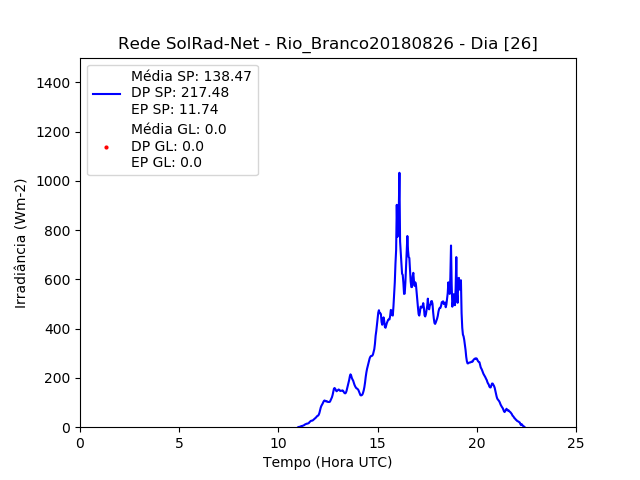 Rede SolRad-Net - Rio_Branco20180826 - Dia [26]
Média SP: 138.47
DP SP: 217.48
EP SP: 11.74
Média GL: 0.0
DP GL: 0.0
EP GL: 0.0
Irradiância (Wm-2)
1400
1200
1000
800
600
400
200
0
0 5 10 15 20 25
Tempo (Hora UTC)